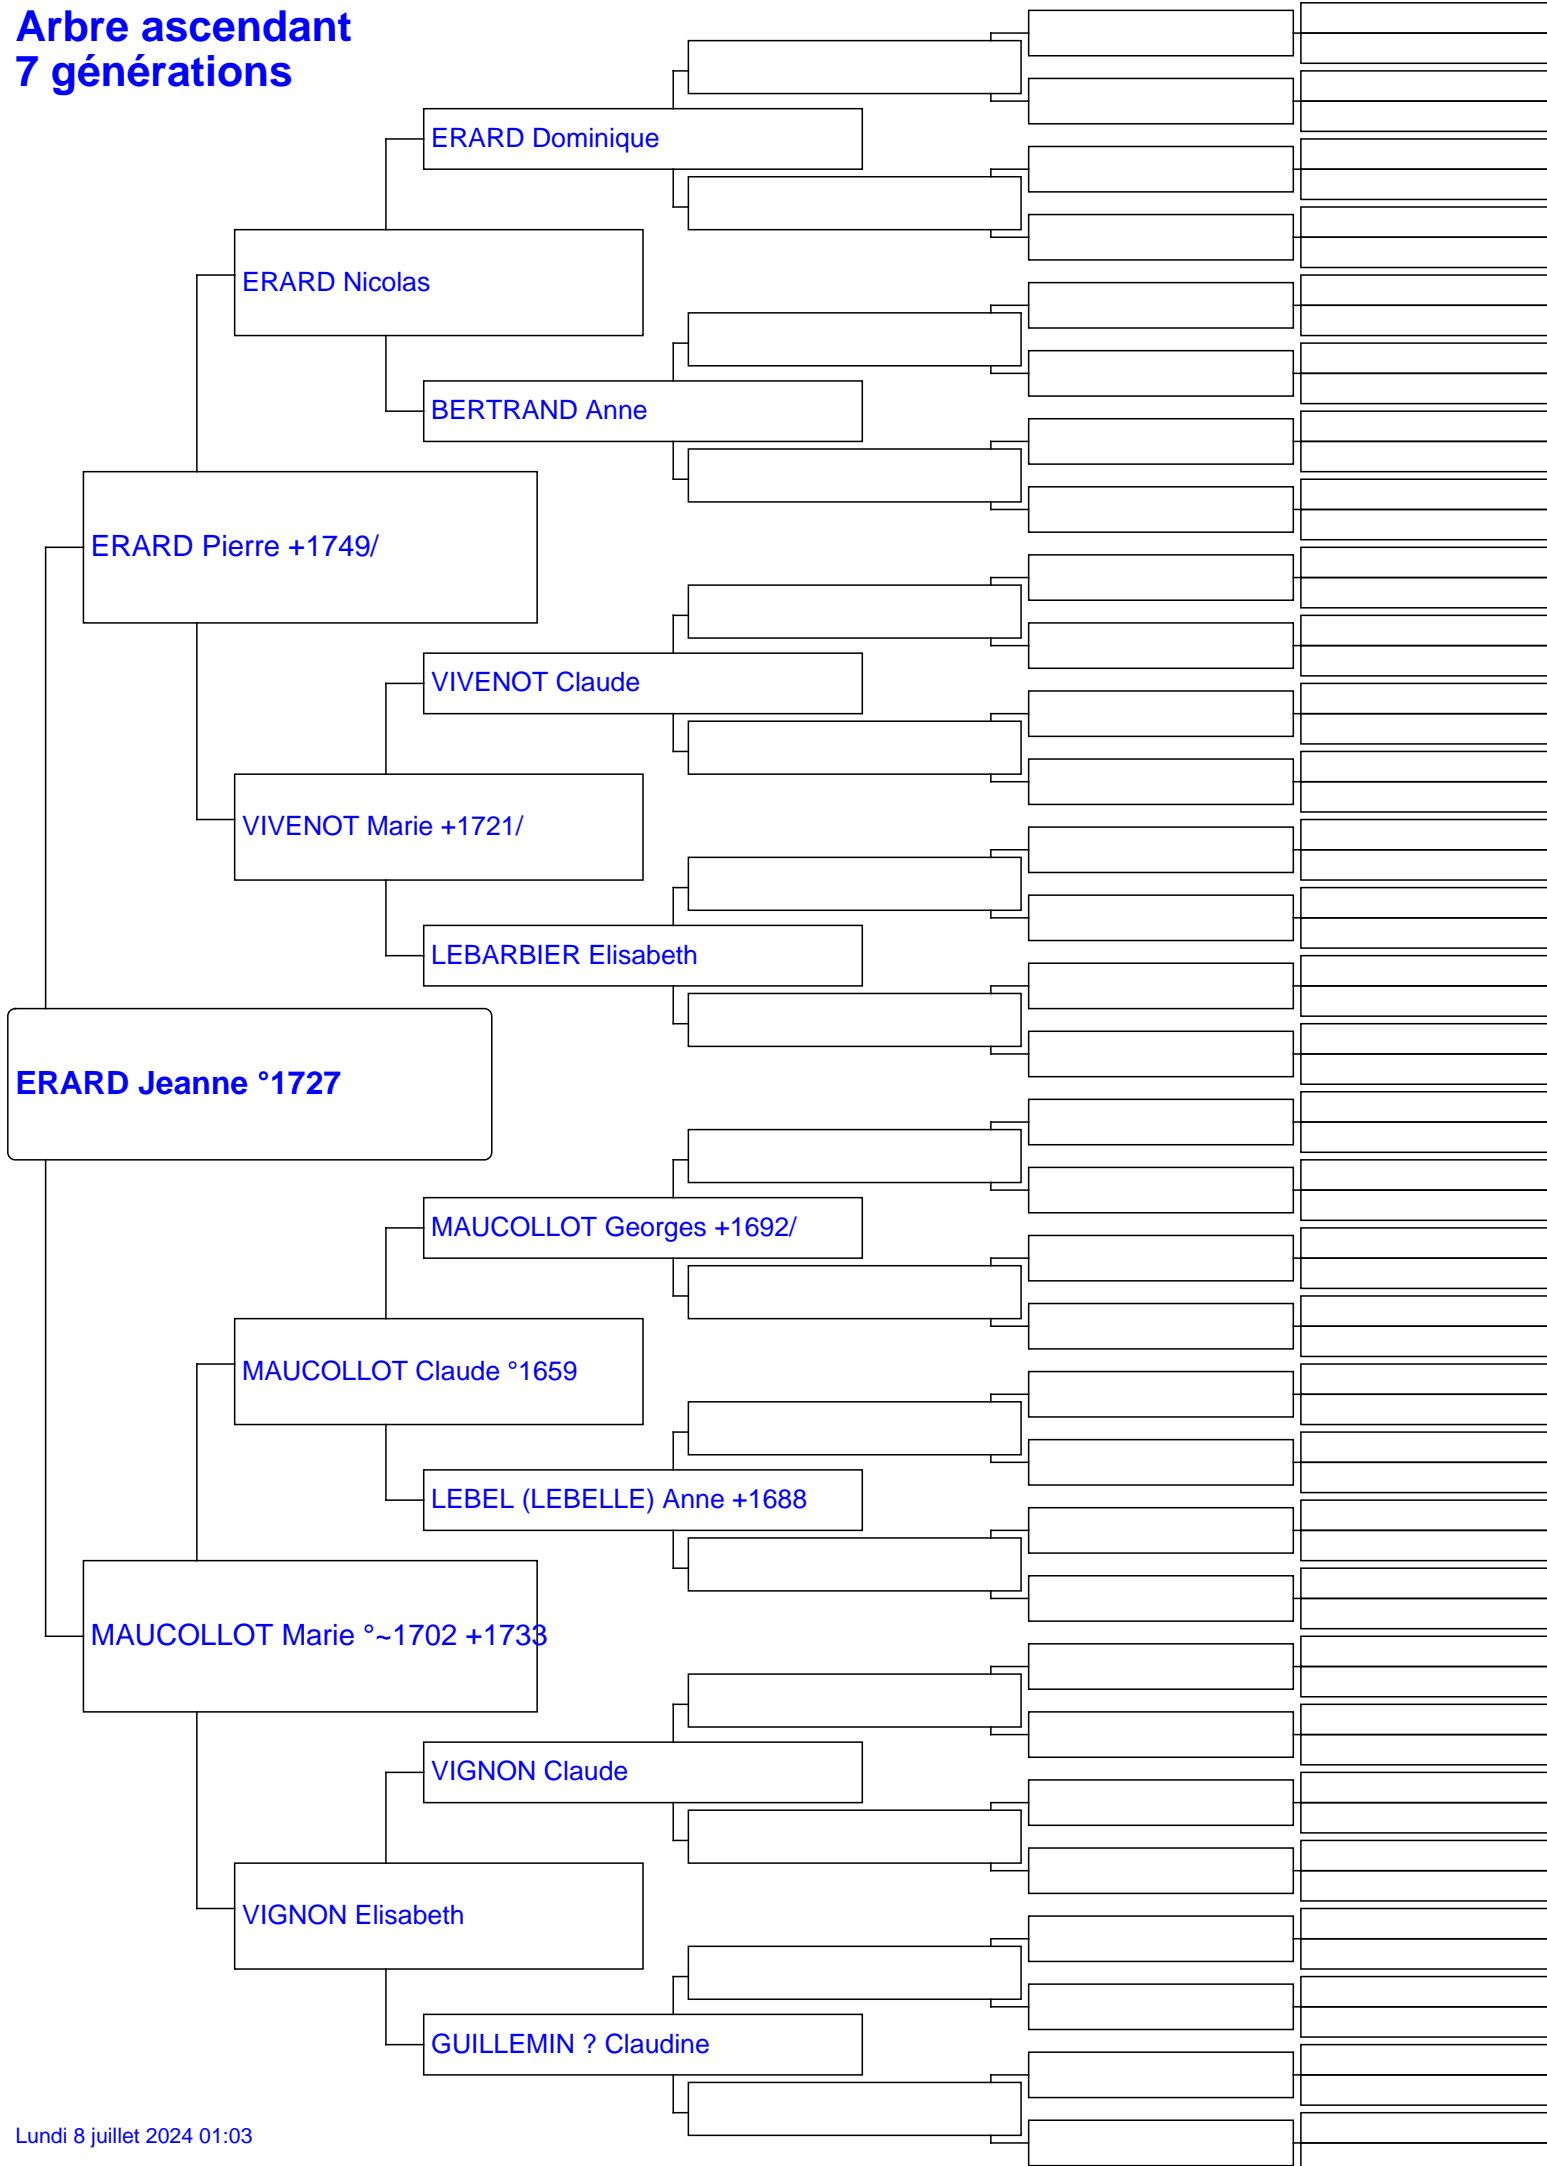 Arbre ascendant
7 générations
ERARD Dominique
ERARD Nicolas
BERTRAND Anne
ERARD Pierre +1749/
VIVENOT Claude
VIVENOT Marie +1721/
LEBARBIER Elisabeth
ERARD Jeanne °1727
MAUCOLLOT Georges +1692/
MAUCOLLOT Claude °1659
LEBEL (LEBELLE) Anne +1688
MAUCOLLOT Marie °~1702 +1733
VIGNON Claude
VIGNON Elisabeth
GUILLEMIN ? Claudine
Lundi 8 juillet 2024 01:03